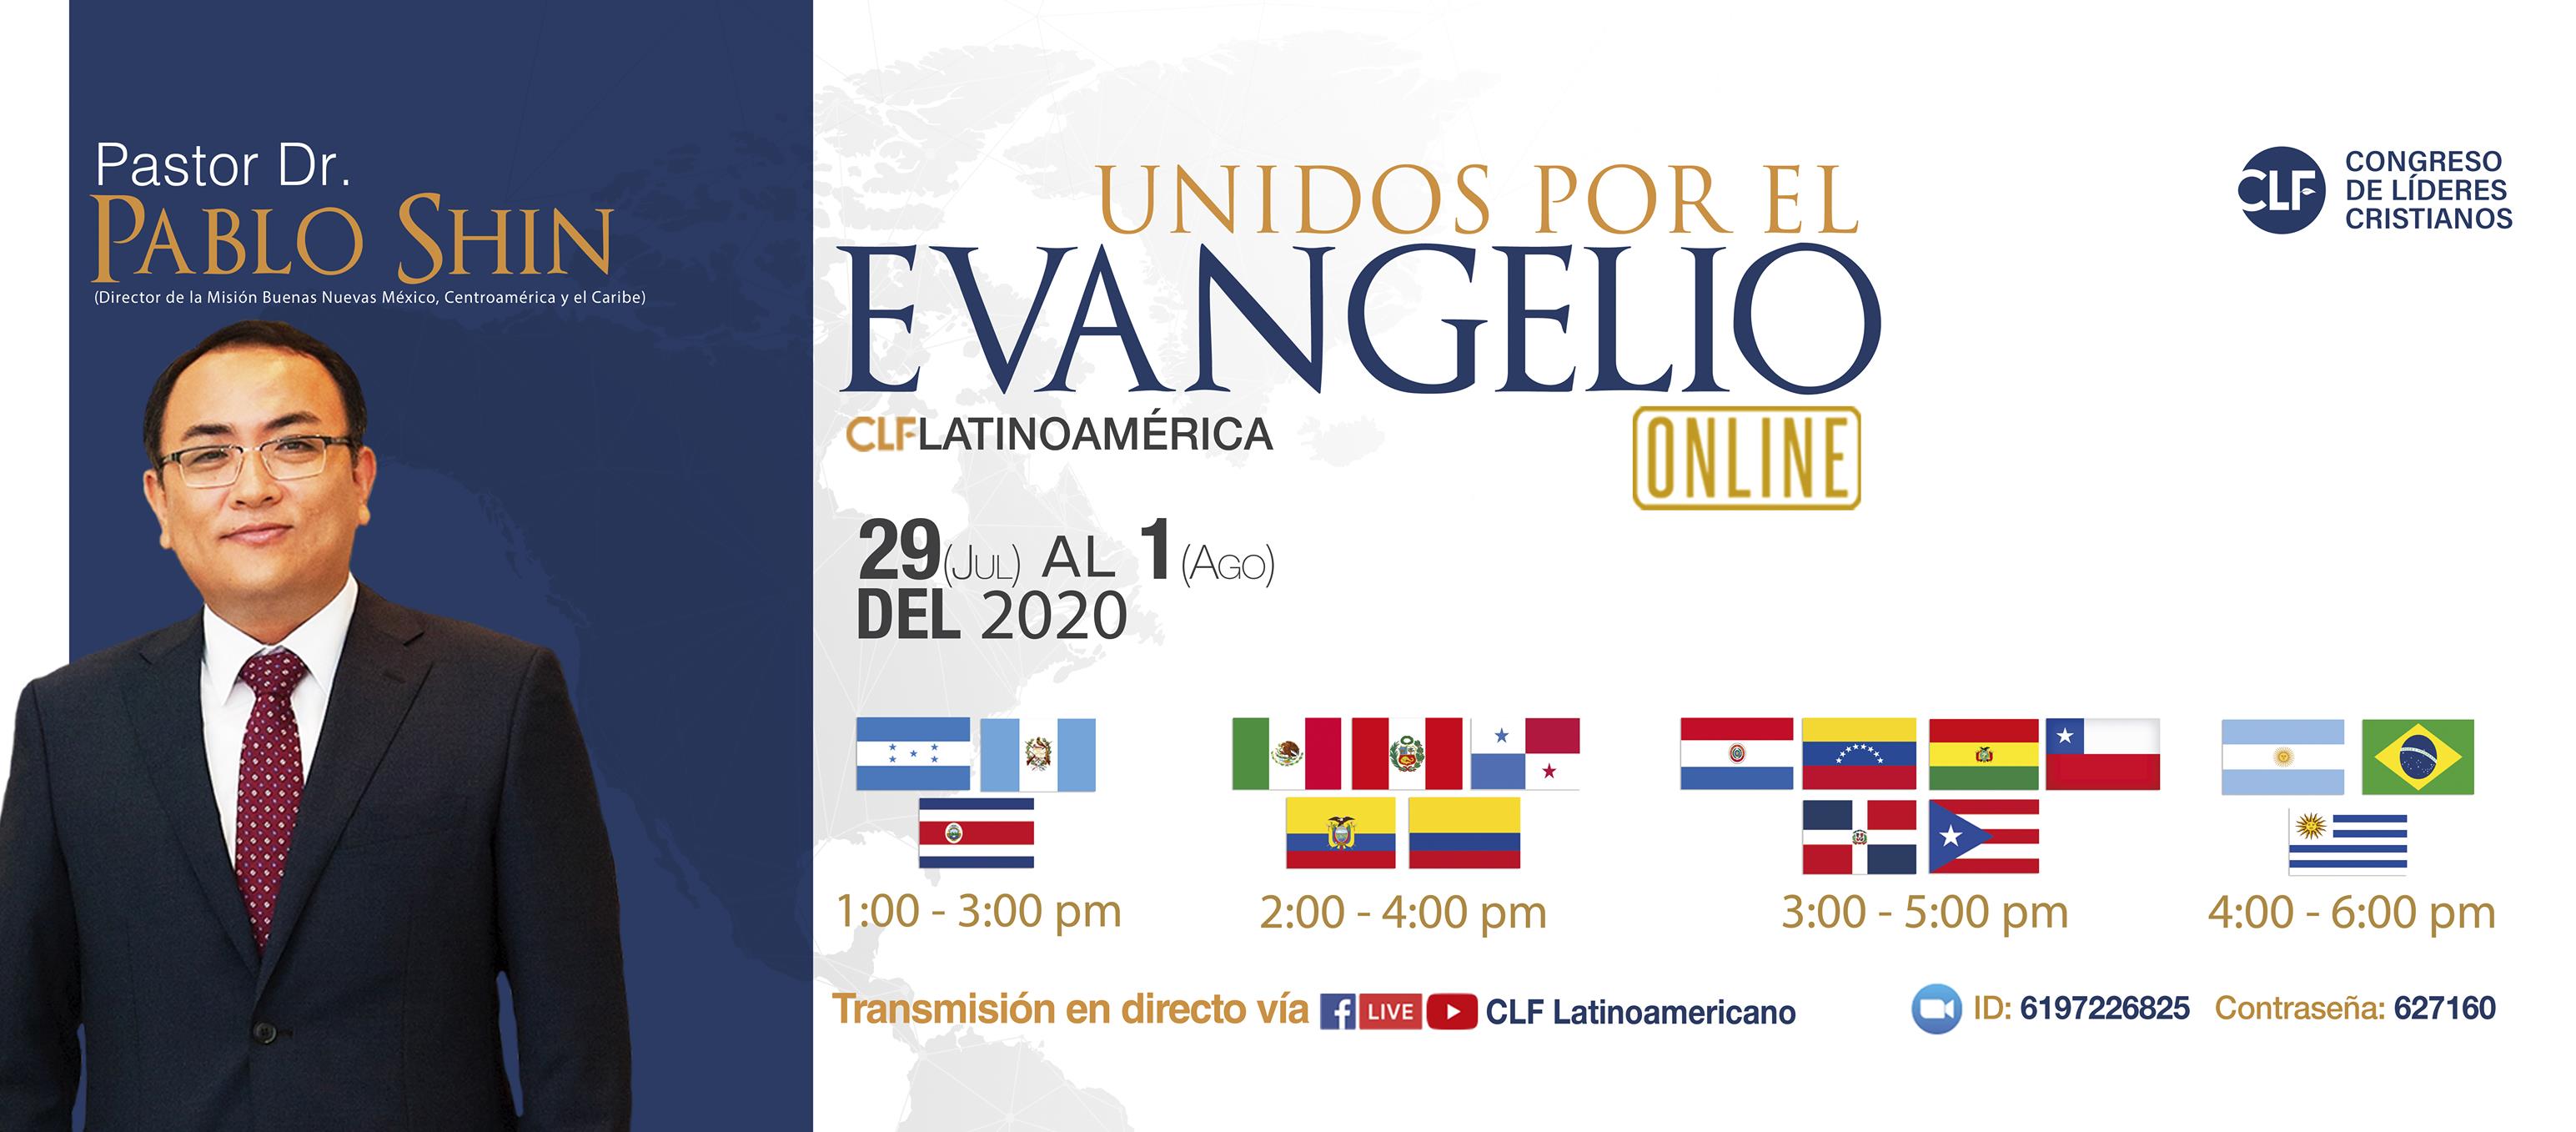 Pastor Dr.
PABLO SHIN
(Director de la Misión Buenas Nuevas México, Centroamérica y el Caribe)
UNIDOS POR EL
EVANGELIO
ONLINE
CLFLATINOAMÉRICA
29(JUL) AL 1(AGO)
DEL 2020
CLF
CONGRESO
DE LÍDERES
CRISTIANOS
1:00 - 3:00 pm
2:00 - 4:00 pm
3:00 - 5:00 pm
4:00 - 6:00 pm
Transmisión en directo vía f LIVE CLF Latinoamericano
ID: 6197226825 Contraseña: 627160